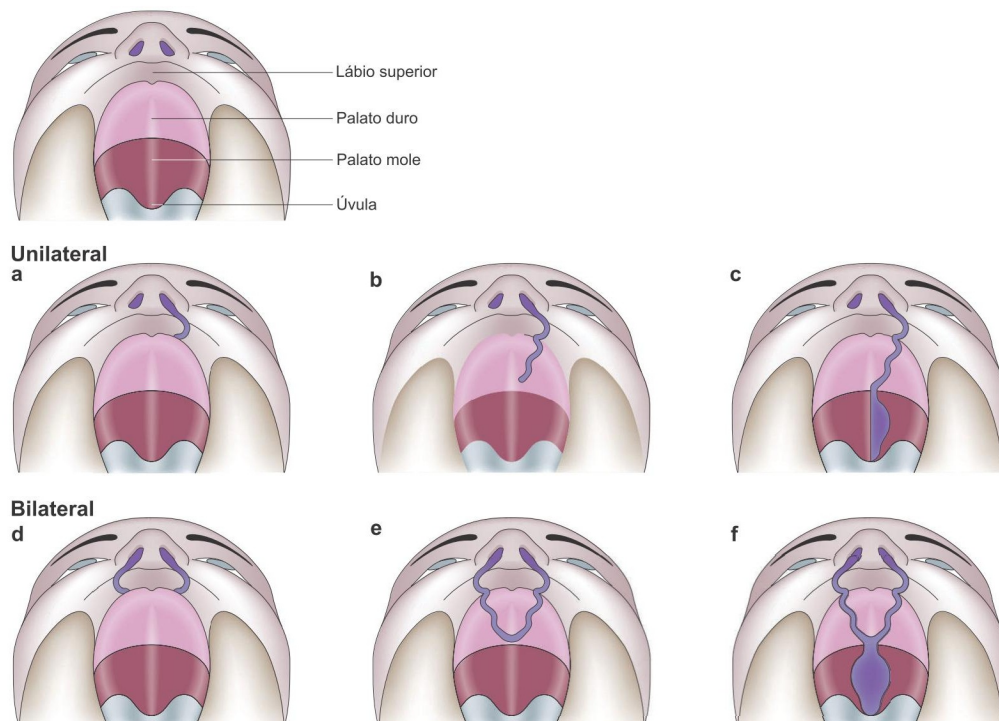 Lábio superior
Palato duro
Palato mole
Úvula
Unilateral
a
b
c
Bilateral
d
e
f